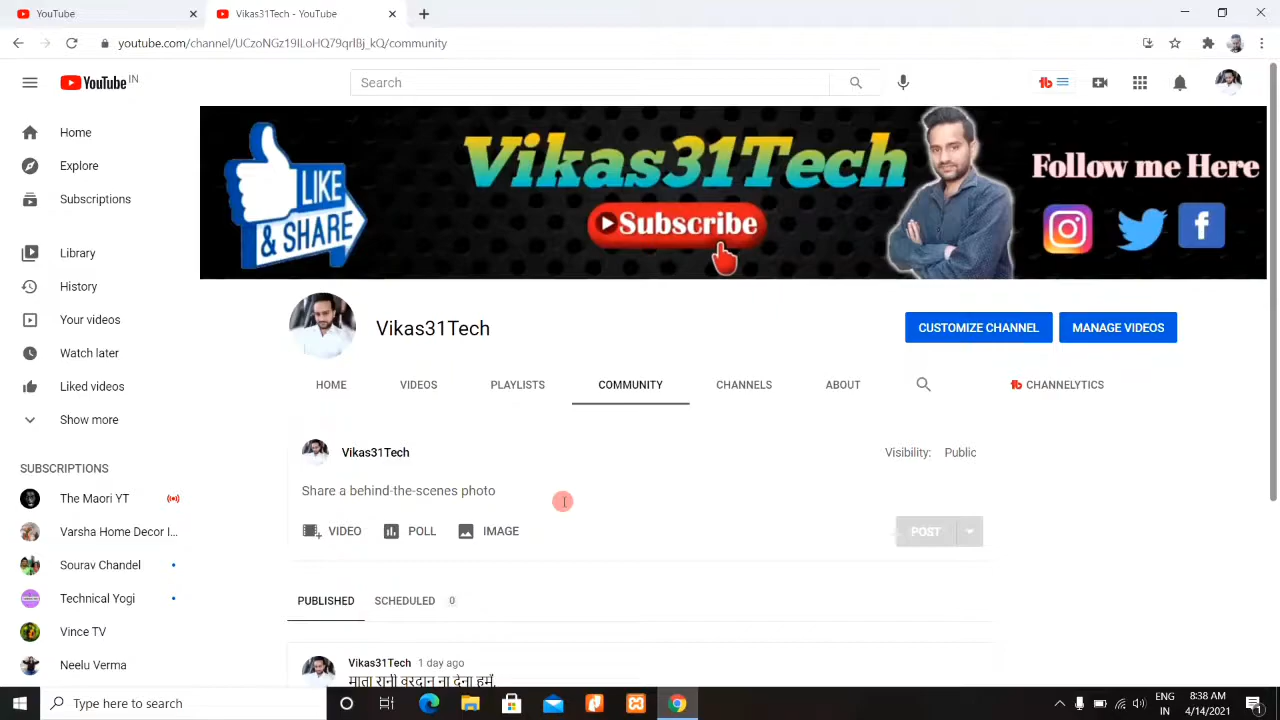 YouTube
Vikas31Tech - YouTube
youtube.com/channel/UCzoNGz19ILoHQ79qrIBj_kQ/community
YouTube IN
Search
Home
Explore
Subscriptions
Library
History
Your videos
Watch later
Liked videos
Show more
SUBSCRIPTIONS
The Maori YT
Varsha Home Decor I...
Sourav Chandel
Technical Yogi
Vince TV
Neelu Verma
LIKE
& SHARE
Vikas31Tech
Subscribe
Follow me Here
Vikas31Tech
CUSTOMIZE CHANNEL
MANAGE VIDEOS
HOME
VIDEOS
PLAYLISTS
COMMUNITY
CHANNELS
ABOUT
CHANNELYTICS
Vikas31Tech
Visibility: Public
Share a behind-the-scenes photo
VIDEO
POLL
IMAGE
POST
PUBLISHED
SCHEDULED 0
Vikas31Tech 1 day ago
माता रानी वरदान ना देना हमें,
Type here to search
ENG
IN
8:38 AM
4/14/2021
1